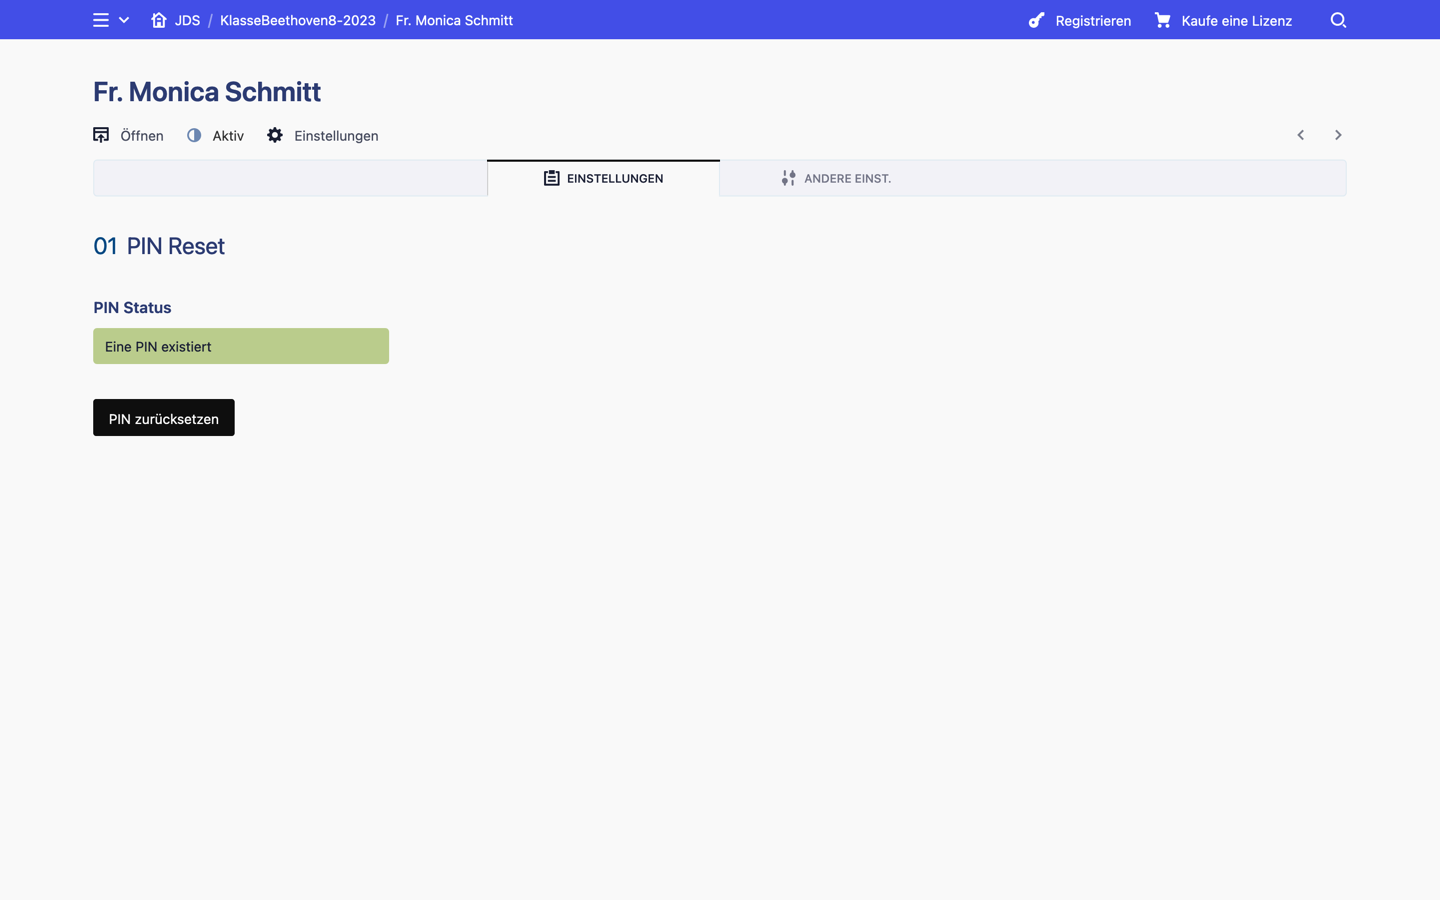 JDS / KlasseBeethoven8-2023 / Fr. Monica Schmitt
Registrieren
Kaufe eine Lizenz
Fr. Monica Schmitt
Öffnen
Aktiv
Einstellungen
EINSTELLUNGEN
ANDERE EINST.
01 PIN Reset
PIN Status
Eine PIN existiert
PIN zurücksetzen